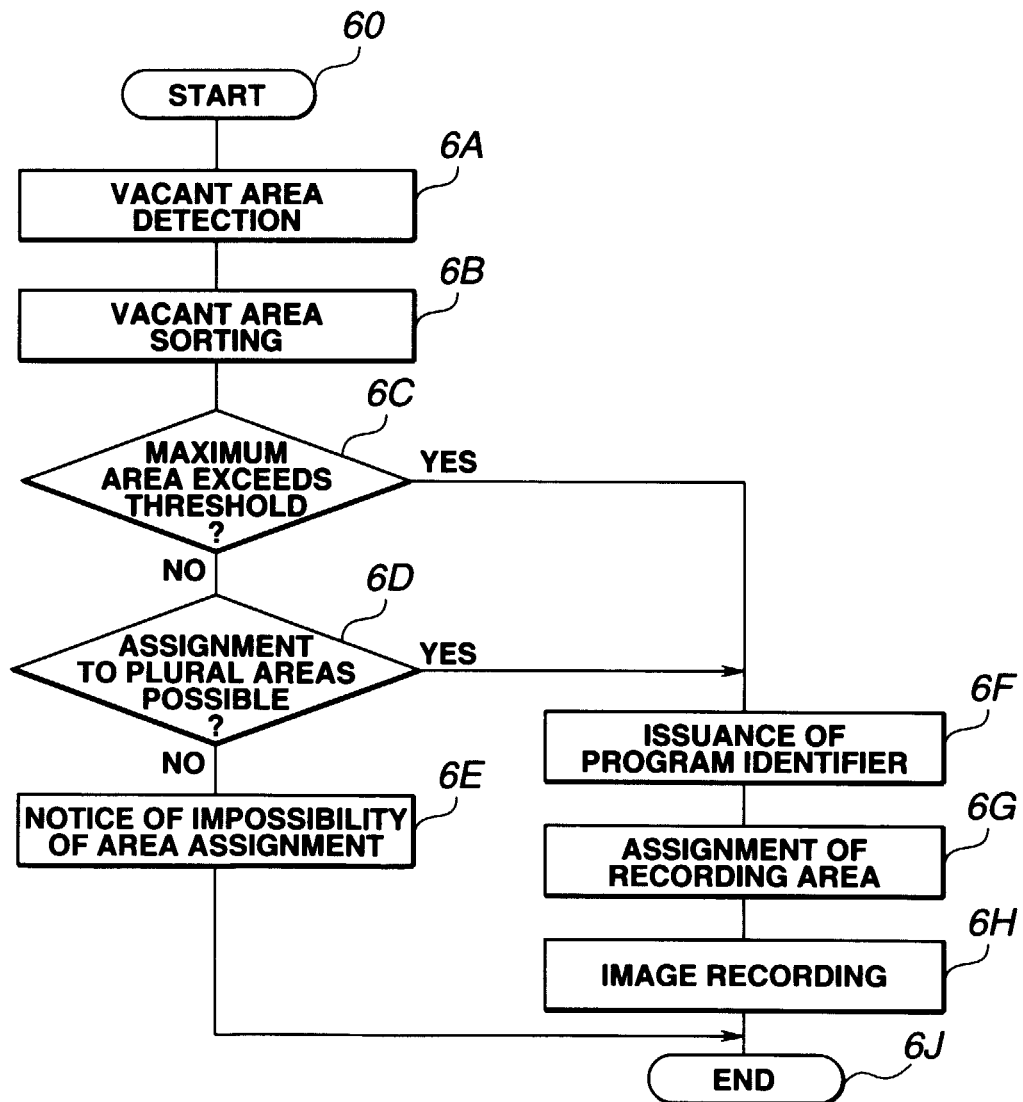 60
START
6A
VACANT AREA
DETECTION
6B
VACANT AREA
SORTING
6C
MAXIMUM
AREA EXCEEDS
THRESHOLD
?
YES
NO
6D
ASSIGNMENT
TO PLURAL AREAS
POSSIBLE
?
YES
NO
6E
NOTICE OF IMPOSSIBILITY
OF AREA ASSIGNMENT
6F
ISSUANCE OF
PROGRAM IDENTIFIER
6G
ASSIGNMENT OF
RECORDING AREA
6H
IMAGE RECORDING
6J
END